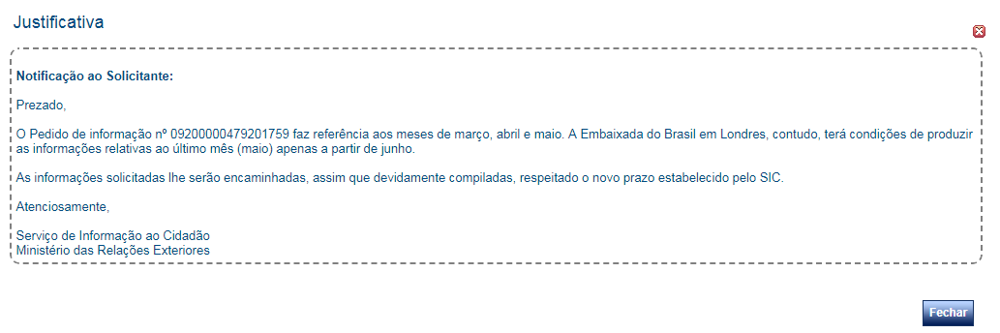 Justificativa
Notificação ao Solicitante:
Prezado,
O Pedido de informação nº 09200000479201759 faz referência aos meses de março, abril e maio. A Embaixada do Brasil em Londres, contudo, terá condições de produzir
as informações relativas ao último mês (maio) apenas a partir de junho.
As informações solicitadas lhe serão encaminhadas, assim que devidamente compiladas, respeitado o novo prazo estabelecido pelo SIC.
Atenciosamente,
Serviço de Informação ao Cidadão
Ministério das Relações Exteriores
Fechar